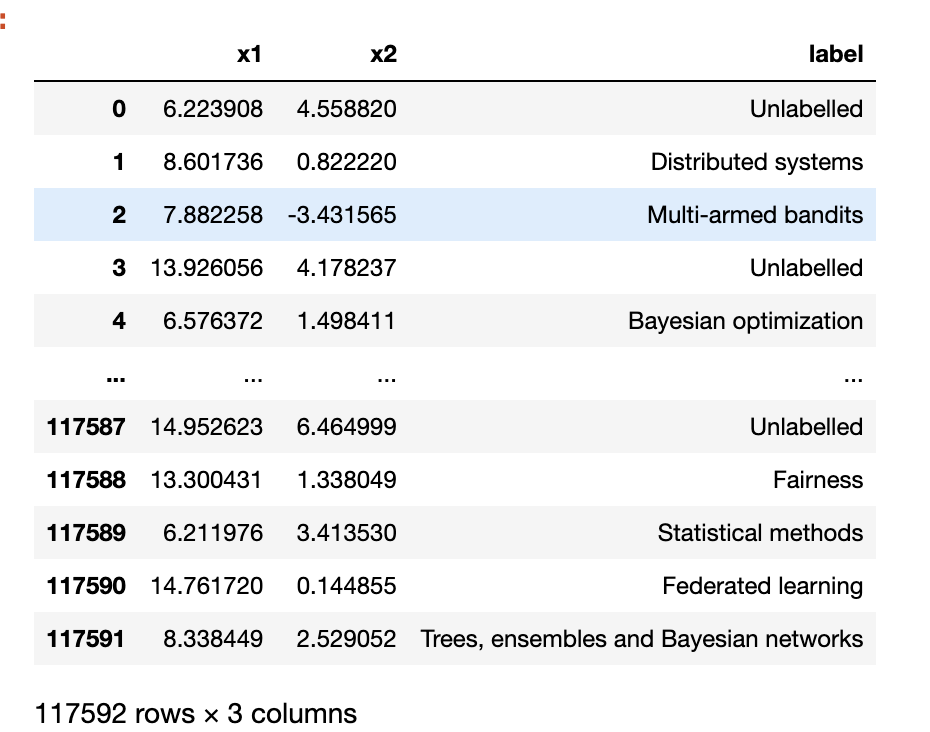 :
x1 x2 label
0 6.223908 4.558820 Unlabelled
1 8.601736 0.822220 Distributed systems
2 7.882258 -3.431565 Multi-armed bandits
3 13.926056 4.178237 Unlabelled
4 6.576372 1.498411 Bayesian optimization
... ... ... ...
117587 14.952623 6.464999 Unlabelled
117588 13.300431 1.338049 Fairness
117589 6.211976 3.413530 Statistical methods
117590 14.761720 0.144855 Federated learning
117591 8.338449 2.529052 Trees, ensembles and Bayesian networks
117592 rows × 3 columns